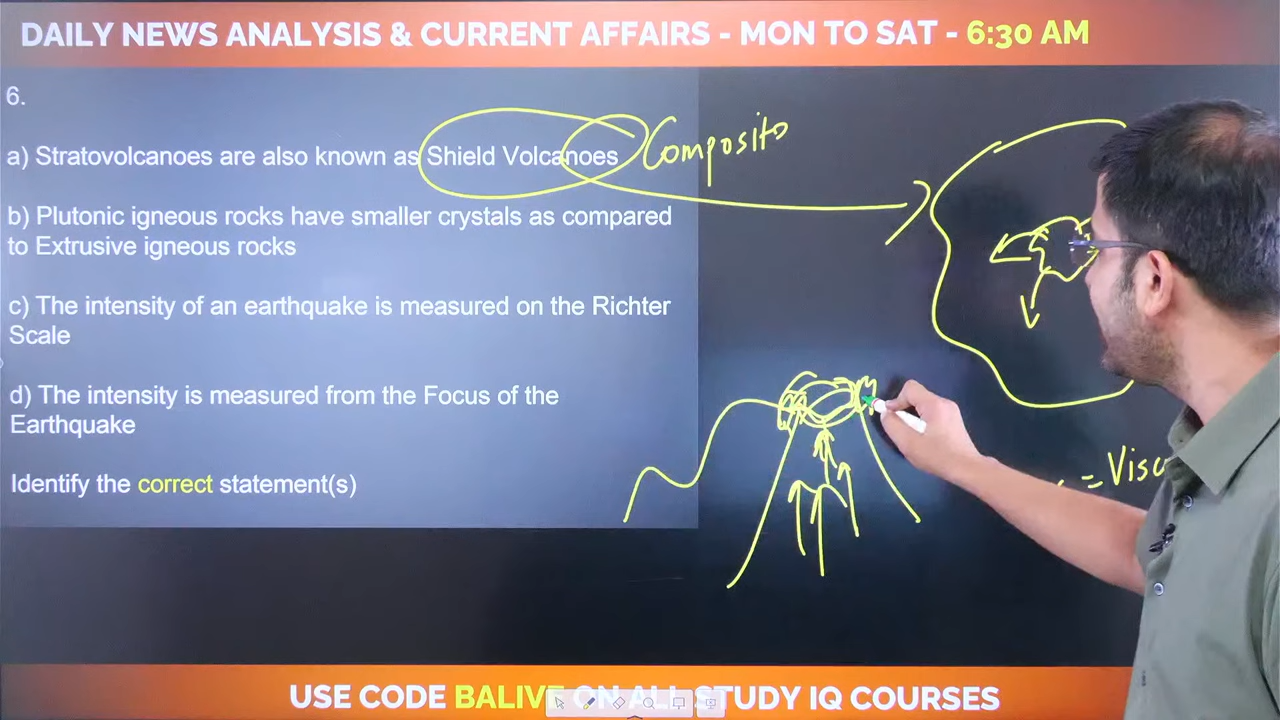 DAILY NEWS ANALYSIS & CURRENT AFFAIRS - MON TO SAT - 6:30 AM
6.
a) Stratovolcanoes are also known as Shield Volcanoes
Composito
b) Plutonic igneous rocks have smaller crystals as compared
to Extrusive igneous rocks
c) The intensity of an earthquake is measured on the Richter
Scale
d) The intensity is measured from the Focus of the
Earthquake
= Visc
Identify the correct statement(s)
USE CODE BALIVE ON ALL STUDY IQ COURSES